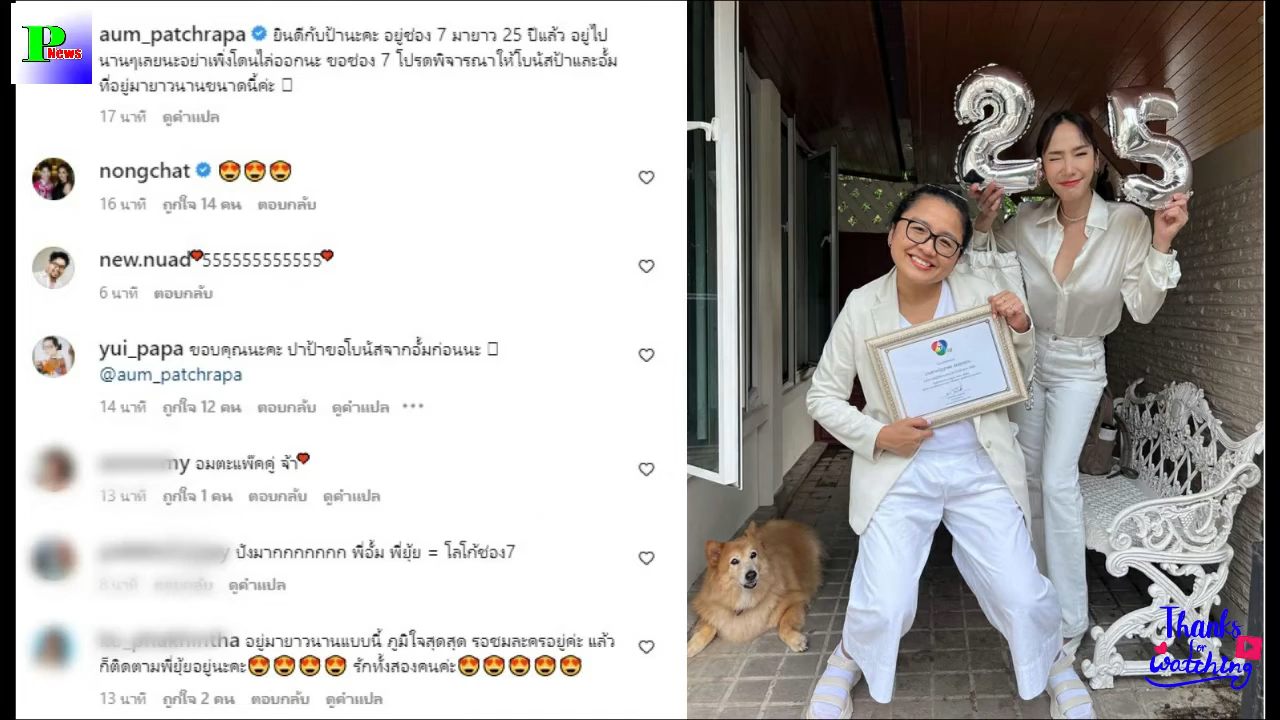 P
News
aum_patchrapa ยินดีกับป้านะคะ อยู่ช่อง 7 มายาว 25 ปีแล้ว อยู่ไป
นานๆเลยนะอย่าเพิ่งโดนไล่ออกนะ ขอช่อง 7 โปรดพิจารณาให้โบนัสป้าและอั้ม
ที่อยู่มายาวนานขนาดนี้ค่ะ
17 นาที ดูคำแปล
nongchat 😍😍😍
16 นาที ถูกใจ 14 คน ตอบกลับ
new.nuad ❤555555555555❤
6 นาที ตอบกลับ
yui_papa ขอบคุณนะคะ ปาป้าขอโบนัสจากอั้มก่อนนะ
@aum_patchrapa
14 นาที ถูกใจ 12 คน ตอบกลับ ดูคำแปล •••
my อมตะแพ๊คคู่ จ้า❤
13 นาที ถูกใจ 1 คน ตอบกลับ ดูคำแปล
ปังมากกกกกกก พี่อั้ม พี่ยุ้ย = โลโก้ช่อง7
8 นาที ตอบกลับ ดูคำแปล
อยู่มายาวนานแบบนี้ ภูมิใจสุดสุด รอชมละครอยู่ค่ะ แล้ว
ก็ติดตามพี่ยุ้ยอยู่นะคะ😍😍😍😍 รักทั้งสองคนค่ะ😍😍😍😍😍
13 นาที ถูกใจ 2 คน ตอบกลับ ดูคำแปล
25
Thanks
for
watching